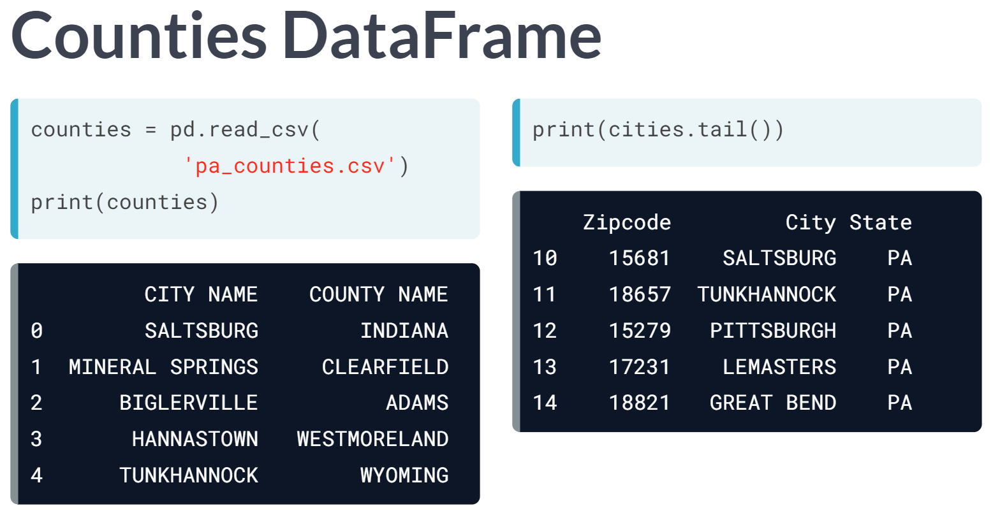 Counties DataFrame
counties = pd.read_csv(
'pa_counties.csv')
print(counties)
CITY NAME COUNTY NAME
0 SALTSBURG INDIANA
1 MINERAL SPRINGS CLEARFIELD
2 BIGLERVILLE ADAMS
3 HANNASTOWN WESTMORELAND
4 TUNKHANNOCK WYOMING
print(cities.tail())
Zipcode City State
10 15681 SALTSBURG PA
11 18657 TUNKHANNOCK PA
12 15279 PITTSBURGH PA
13 17231 LEMASTERS PA
14 18821 GREAT BEND PA